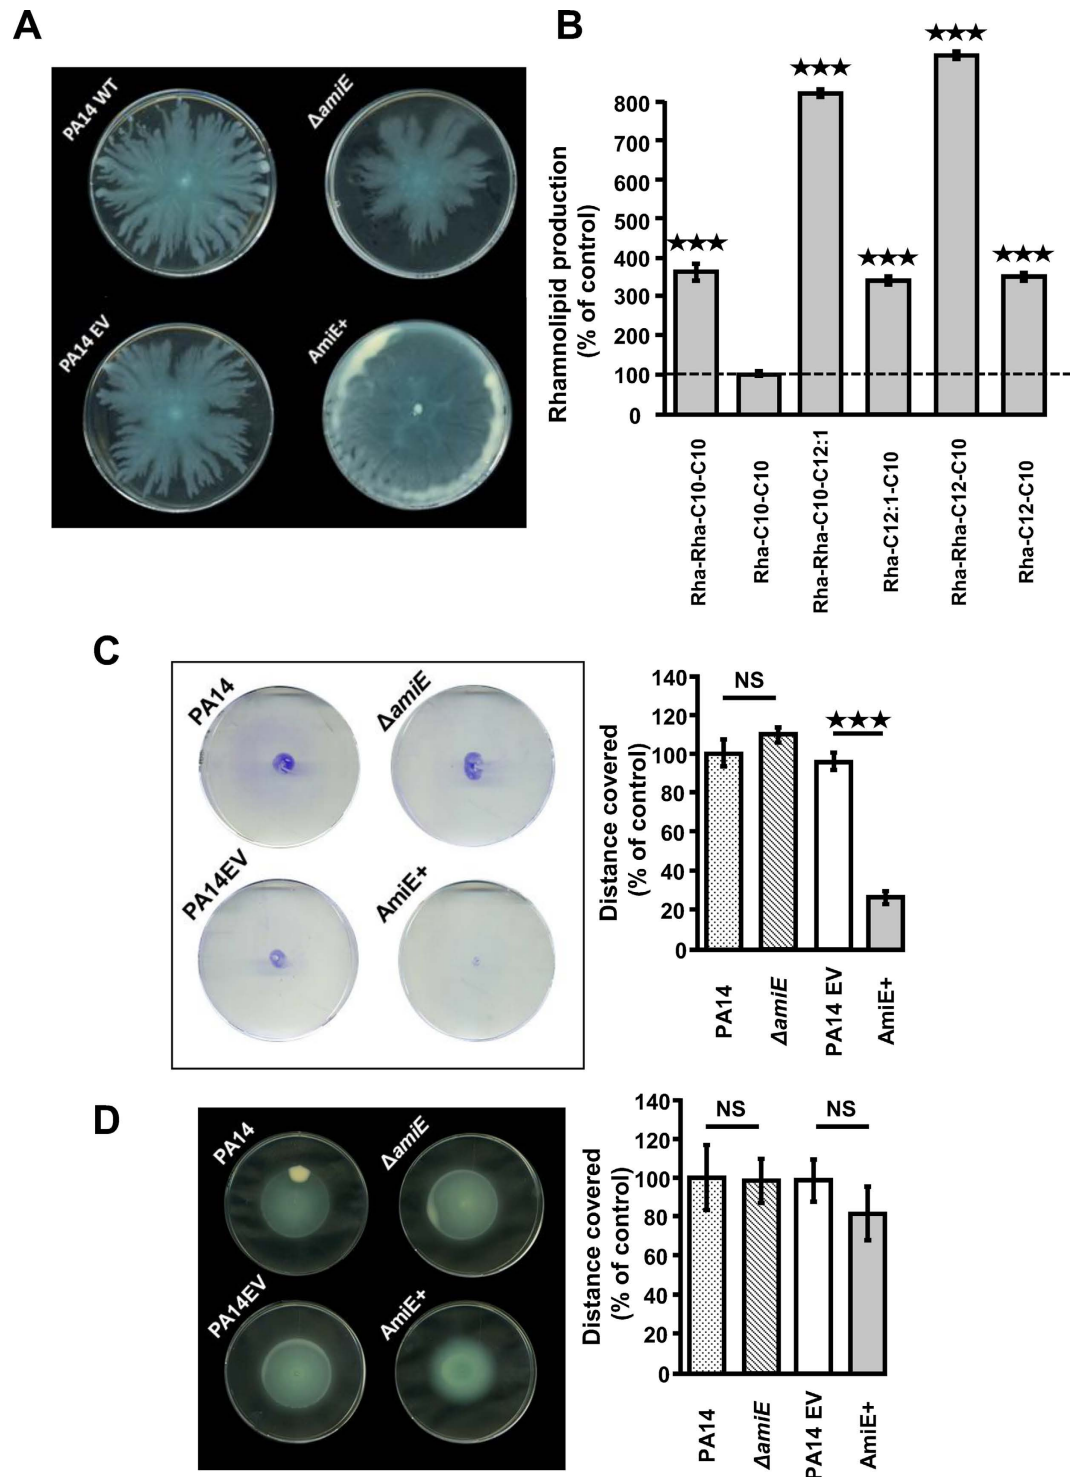 A
PA14 WT
ΔamiE
PA14 EV
AmiE+
B
Rhamnolipid production
(% of control)
800
700
600
500
400
300
200
100
0
★★★
★★★
★★★
★★★
★★★
Rha-Rha-C10-C10
Rha-C10-C10
Rha-Rha-C10-C12:1
Rha-C12:1-C10
Rha-Rha-C12-C10
Rha-C12-C10
C
PA14
ΔamiE
PA14EV
AmiE+
Distance covered
(% of control)
140
120
100
80
60
40
20
0
NS
★★★
PA14
ΔamiE
PA14 EV
AmiE+
D
PA14
ΔamiE
PA14EV
AmiE+
Distance covered
(% of control)
140
120
100
80
60
40
20
0
NS
NS
PA14
ΔamiE
PA14 EV
AmiE+